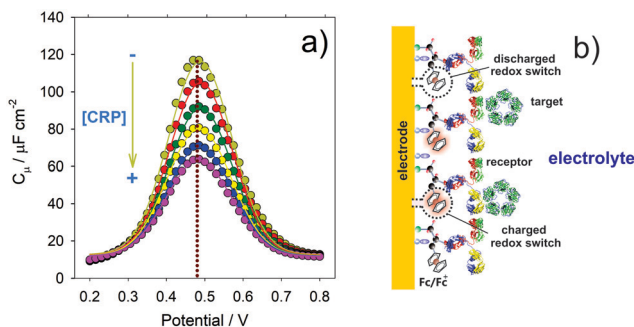 a)
140
120
100
80
60
40
20
0
0.2 0.3 0.4 0.5 0.6 0.7 0.8
Cμ / μF cm⁻²
Potential / V
-
[CRP]
+
b)
electrode
discharged
redox switch
target
receptor
electrolyte
charged
redox switch
Fc/Fc⁺